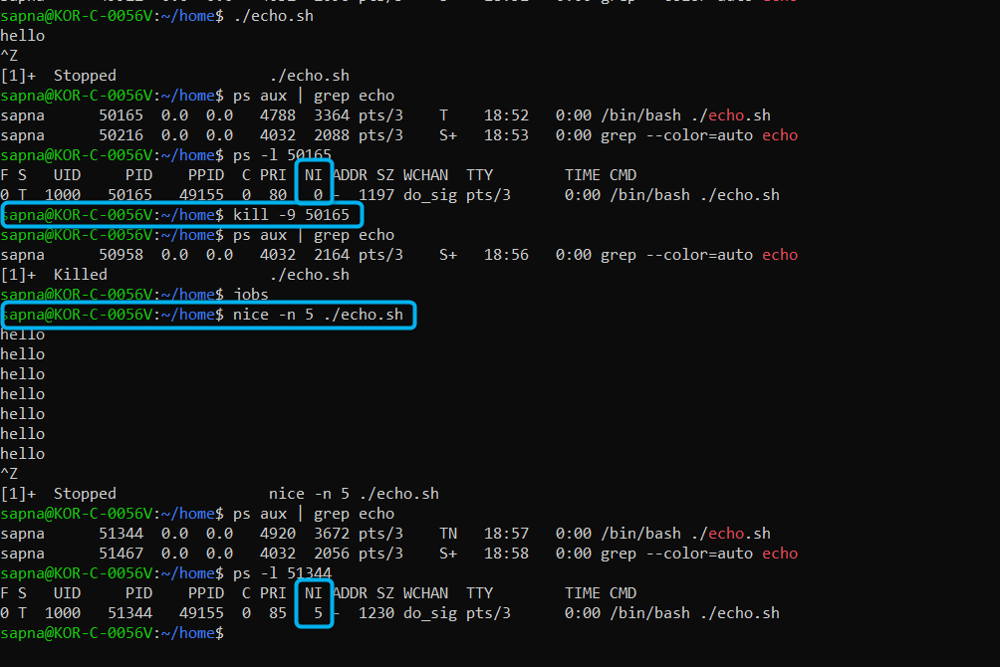 sapna@KOR-C-0056V:~/home$ ./echo.sh
hello
^Z
[1]+  Stopped                 ./echo.sh
sapna@KOR-C-0056V:~/home$ ps aux | grep echo
sapna      50165  0.0  0.0   4788  3364 pts/3    T    18:52   0:00 /bin/bash ./echo.sh
sapna      50216  0.0  0.0   4032  2088 pts/3    S+   18:53   0:00 grep --color=auto echo
sapna@KOR-C-0056V:~/home$ ps -l 50165
F S   UID     PID    PPID  C PRI  NI ADDR SZ WCHAN  TTY        TIME CMD
0 T  1000   50165   49155  0  80   0 -  1197 do_sig pts/3      0:00 /bin/bash ./echo.sh
sapna@KOR-C-0056V:~/home$ kill -9 50165
sapna@KOR-C-0056V:~/home$ ps aux | grep echo
sapna      50958  0.0  0.0   4032  2164 pts/3    S+   18:56   0:00 grep --color=auto echo
[1]+  Killed                  ./echo.sh
sapna@KOR-C-0056V:~/home$ jobs
sapna@KOR-C-0056V:~/home$ nice -n 5 ./echo.sh
hello
hello
hello
hello
hello
hello
hello
^Z
[1]+  Stopped                 nice -n 5 ./echo.sh
sapna@KOR-C-0056V:~/home$ ps aux | grep echo
sapna      51344  0.0  0.0   4920  3672 pts/3    TN   18:57   0:00 /bin/bash ./echo.sh
sapna      51467  0.0  0.0   4032  2056 pts/3    S+   18:58   0:00 grep --color=auto echo
sapna@KOR-C-0056V:~/home$ ps -l 51344
F S   UID     PID    PPID  C PRI  NI ADDR SZ WCHAN  TTY        TIME CMD
0 T  1000   51344   49155  0  85   5 -  1230 do_sig pts/3      0:00 /bin/bash ./echo.sh
sapna@KOR-C-0056V:~/home$